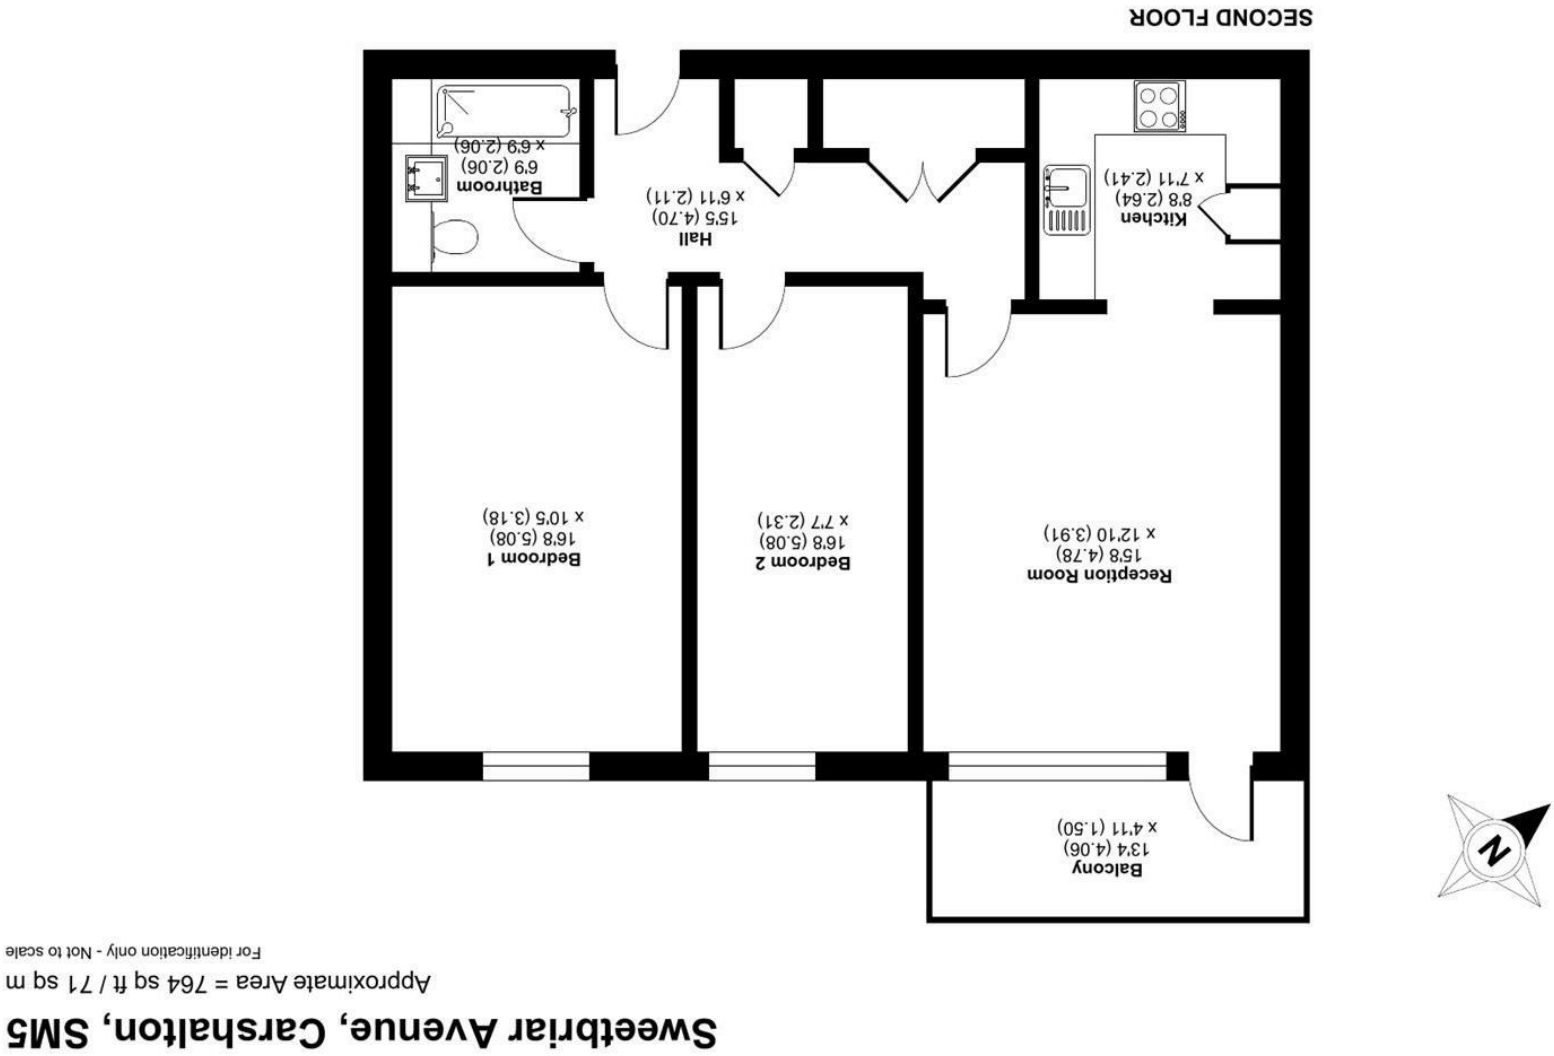 Sweetbriar Avenue, Carshalton, SM5
Approximate Area = 764 sq ft / 71 sq m
For identification only - Not to scale
N
Balcony
13'4 (4.06)
x 4'11 (1.50)
Reception Room
15'8 (4.78)
x 12'10 (3.91)
Bedroom 2
16'8 (5.08)
x 7'7 (2.31)
Bedroom 1
16'8 (5.08)
x 10'5 (3.18)
Kitchen
8'8 (2.64)
x 7'11 (2.41)
Hall
15'5 (4.70)
x 6'11 (2.11)
Bathroom
6'9 (2.06)
x 6'9 (2.06)
SECOND FLOOR